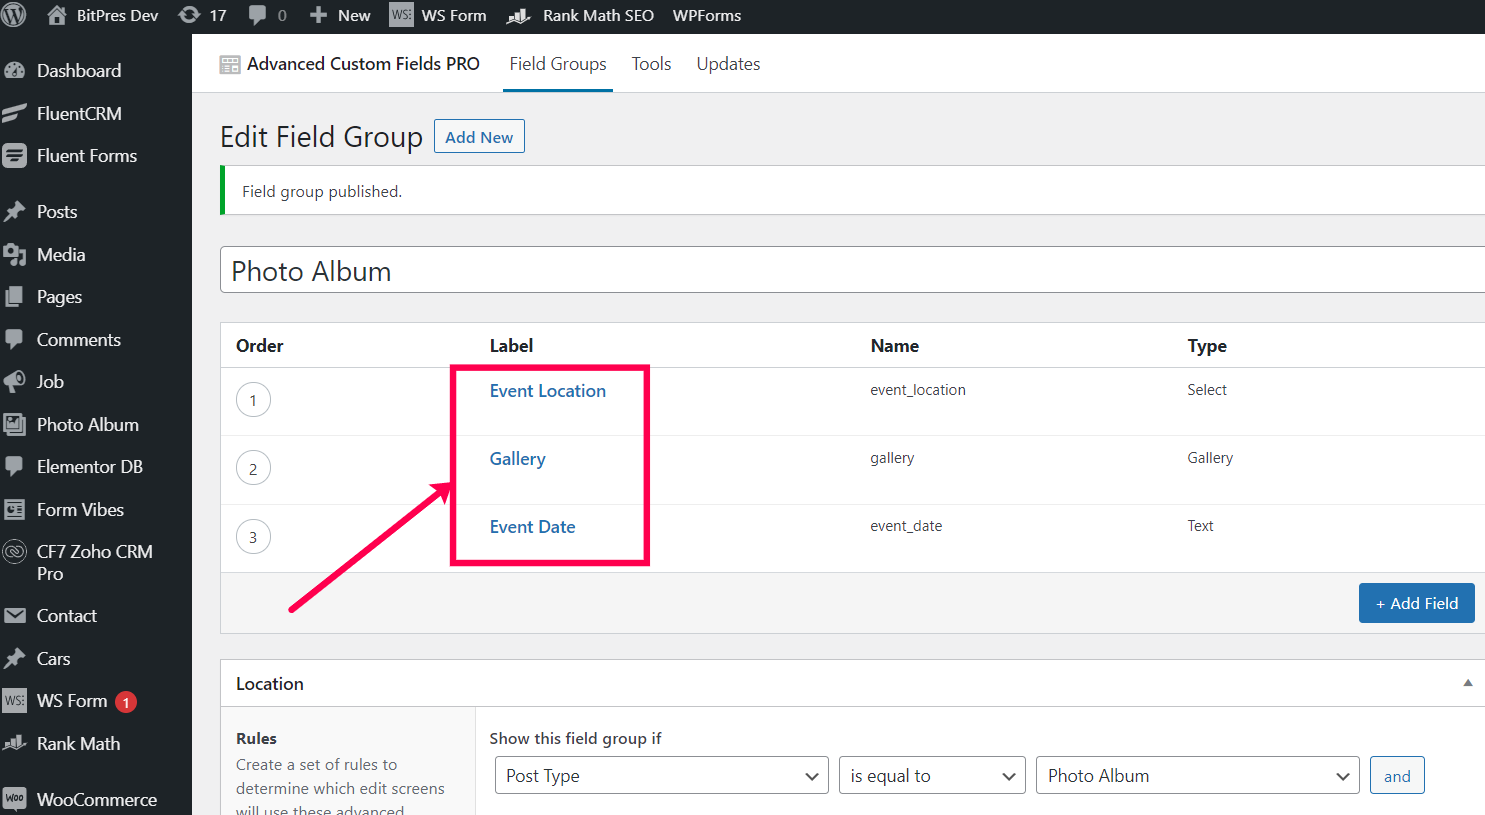 BitPres Dev 17 0 New WS Form Rank Math SEO WPForms
Dashboard
FluentCRM
Fluent Forms
Posts
Media
Pages
Comments
Job
Photo Album
Elementor DB
Form Vibes
CF7 Zoho CRM
Pro
Contact
Cars
WS Form 1
Rank Math
WooCommerce
Advanced Custom Fields PRO Field Groups Tools Updates
Edit Field Group Add New
Field group published.
Photo Album
Order Label Name Type
1 Event Location event_location Select
2 Gallery gallery Gallery
3 Event Date event_date Text
+ Add Field
Location
Rules
Create a set of rules to
determine which edit screens
will use these advanced
Show this field group if
Post Type is equal to Photo Album and